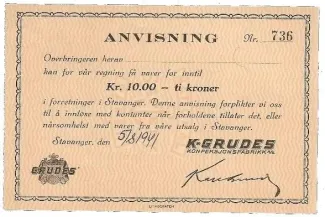 ANVISNING Nr. 736
Overbringeren herav
kan for vår regning få varer for inntil
Kr. 10.00 — ti kroner
i forretninger i Stavanger. Denne anvisning forplikter vi oss
til å innløse med kontanter når forholdene tillater det, eller
nårsomhelst med varer fra våre utsalg i Stavanger.
Stavanger, den 5/8 1941
K-GRUDES
KONFEKSJONSFABRIKK A/S
GRUDES